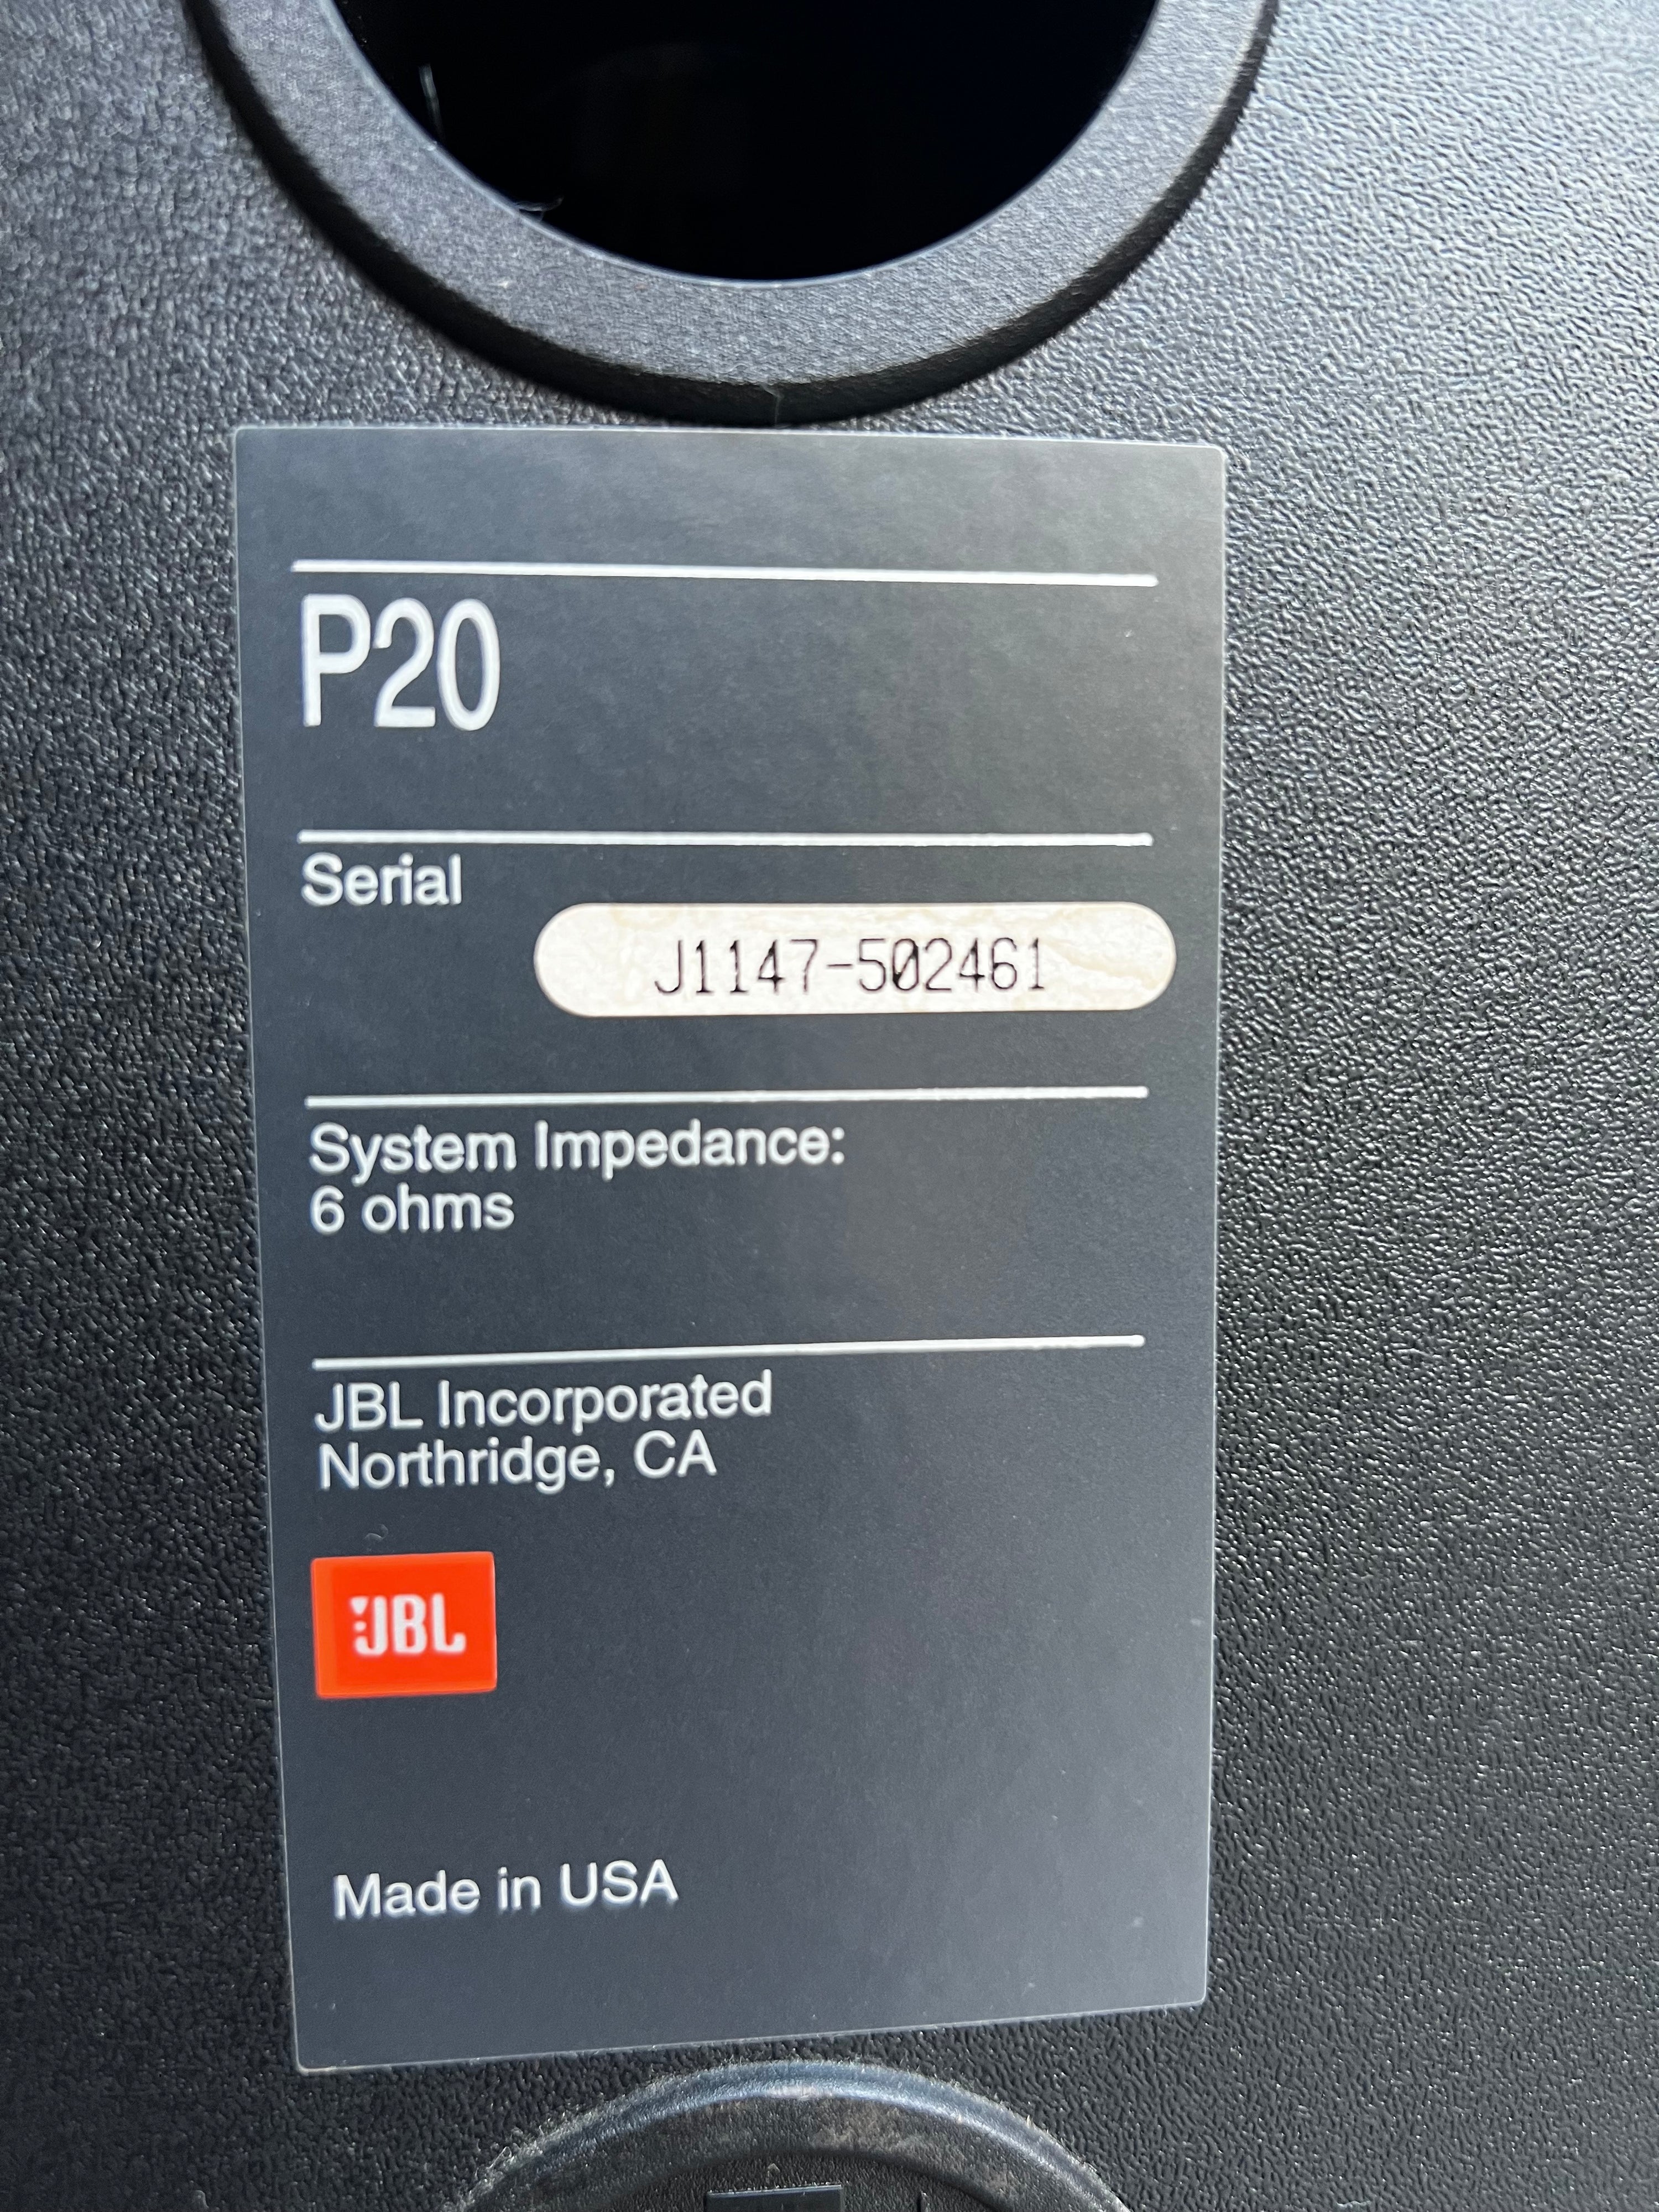 P20
Serial
J1147-502461
System Impedance:
6 ohms
JBL Incorporated
Northridge, CA
JBL
Made in USA